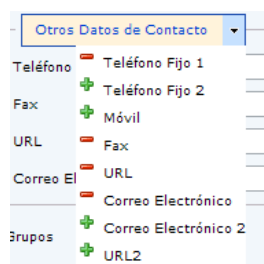 Otros Datos de Contacto
Teléfono
Teléfono Fijo 1
Teléfono Fijo 2
Fax
Móvil
Fax
URL
URL
Correo El
Correo Electrónico
Correo Electrónico 2
Grupos
URL2